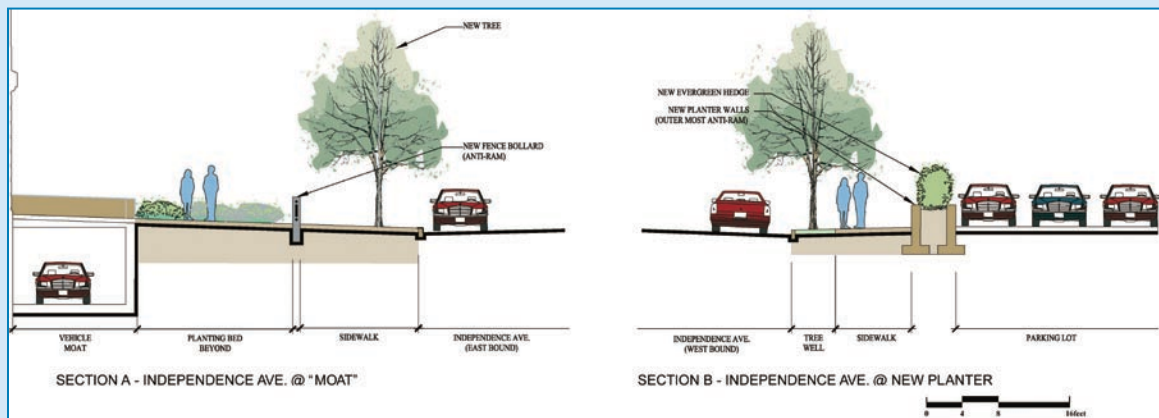 NEW TREE
NEW FENCE BOLLARD
(ANTI-RAM)
VEHICLE
MOAT
PLANTING BED
BEYOND
SIDEWALK
INDEPENDENCE AVE.
(EAST BOUND)
SECTION A - INDEPENDENCE AVE. @ "MOAT"
NEW EVERGREEN HEDGE
NEW PLANTER WALLS
(OUTER MOST ANTI-RAM)
INDEPENDENCE AVE.
(WEST BOUND)
TREE
WELL
SIDEWALK
PARKING LOT
SECTION B - INDEPENDENCE AVE. @ NEW PLANTER
0 4 8 16feet